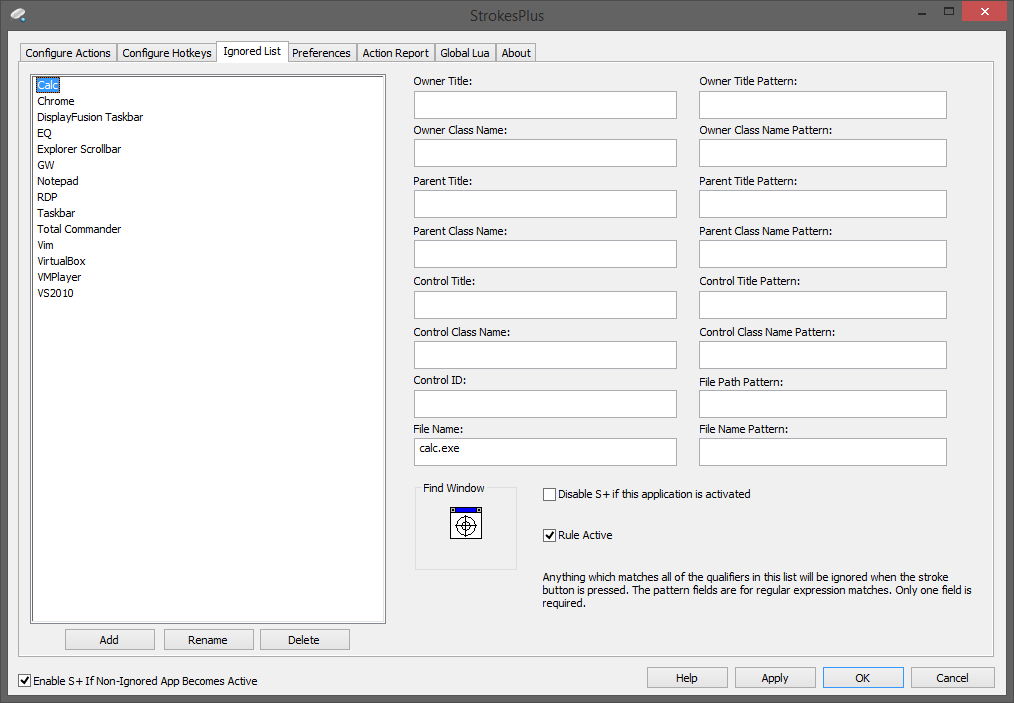 StrokesPlus
Configure Actions Configure Hotkeys Ignored List Preferences Action Report Global Lua About
Calc
Chrome
DisplayFusion Taskbar
EQ
Explorer Scrollbar
GW
Notepad
RDP
Taskbar
Total Commander
Vim
VirtualBox
VMPlayer
VS2010
Add Rename Delete
Owner Title: Owner Title Pattern:
Owner Class Name: Owner Class Name Pattern:
Parent Title: Parent Title Pattern:
Parent Class Name: Parent Class Name Pattern:
Control Title: Control Title Pattern:
Control Class Name: Control Class Name Pattern:
Control ID: File Path Pattern:
File Name: File Name Pattern:
calc.exe
Find Window
Disable S+ if this application is activated
Rule Active
Anything which matches all of the qualifiers in this list will be ignored when the stroke
button is pressed. The pattern fields are for regular expression matches. Only one field is
required.
Enable S+ If Non-Ignored App Becomes Active
Help Apply OK Cancel